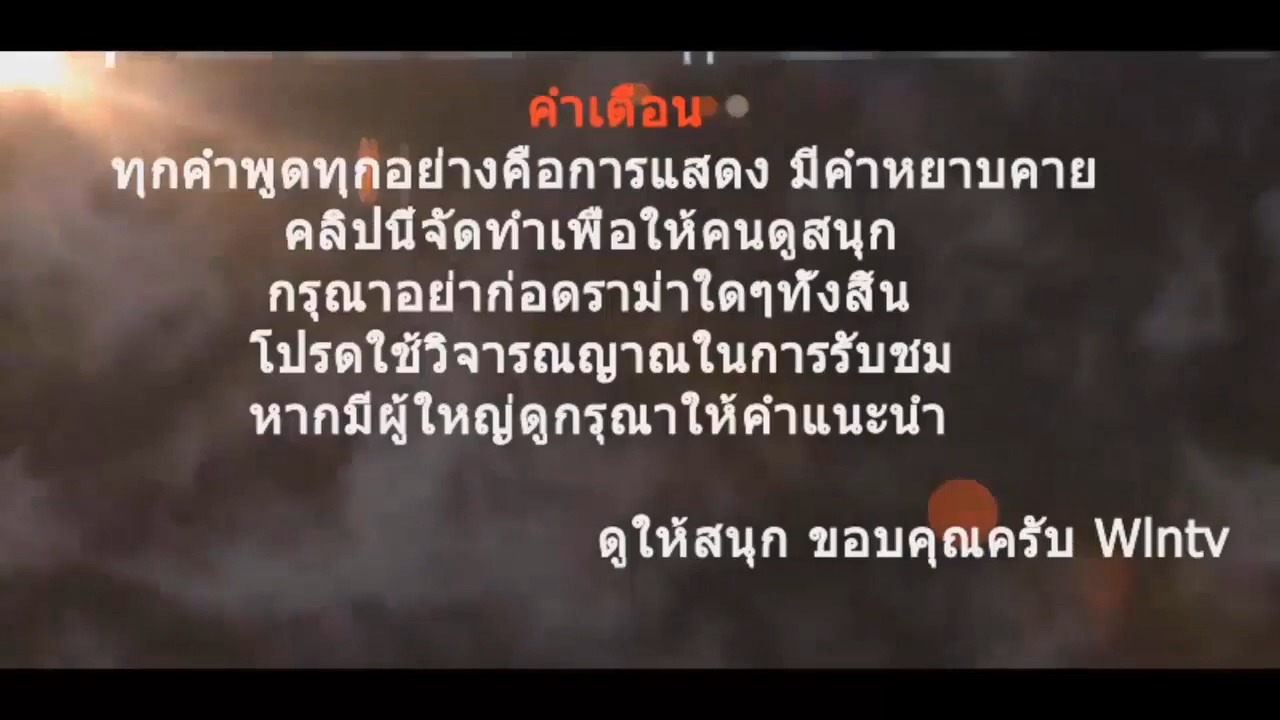 คำเตือน
ทุกคำพูดทุกอย่างคือการแสดง มีคำหยาบคาย
คลิปนี้จัดทำเพื่อให้คนดูสนุก
กรุณาอย่าก่อดราม่าใดๆทั้งสิ้น
โปรดใช้วิจารณญาณในการรับชม
หากมีผู้ใหญ่ดูกรุณาให้คำแนะนำ
ดูให้สนุก ขอบคุณครับ Wlntv